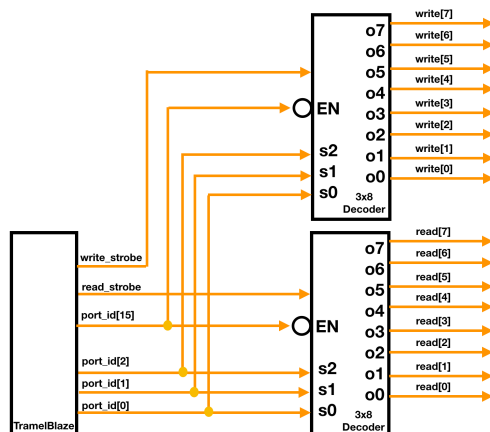 write[7]
o7
write[6]
o6
write[5]
o5
write[4]
o4
write[3]
EN
o3
write[2]
o2
write[1]
s2
o1
s1
write[0]
o0
s0
3x8
Decoder
read[7]
o7
read[6]
o6
write_strobe
read[5]
o5
read_strobe
read[4]
o4
port_id[15]
read[3]
EN
o3
read[2]
o2
port_id[2]
read[1]
s2
o1
port_id[1]
read[0]
s1
o0
port_id[0]
s0
3x8
Decoder
TramelBlaze